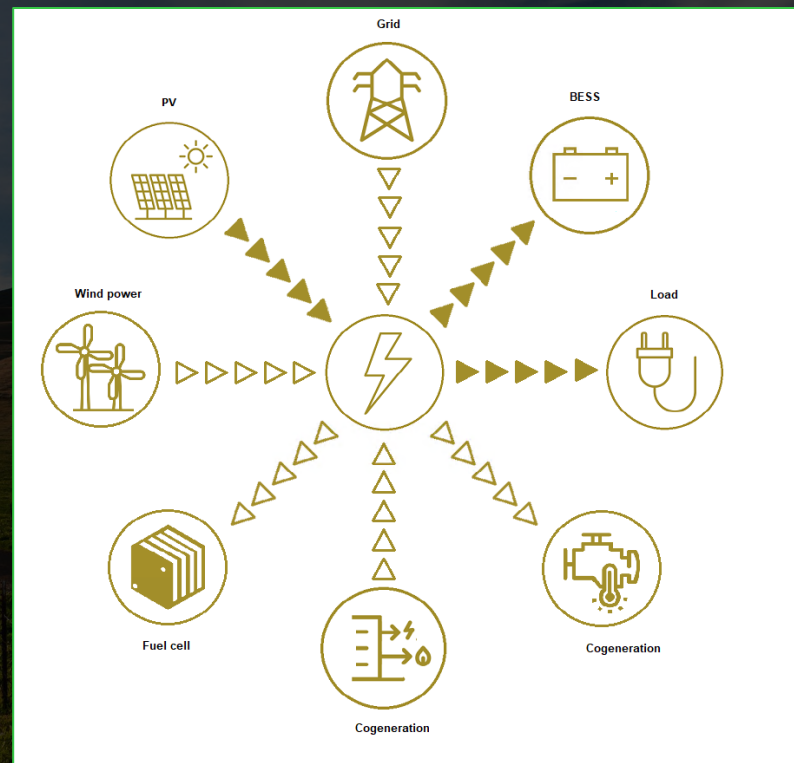 Grid
PV
BESS
Wind power
Load
Fuel cell
Cogeneration
Cogeneration